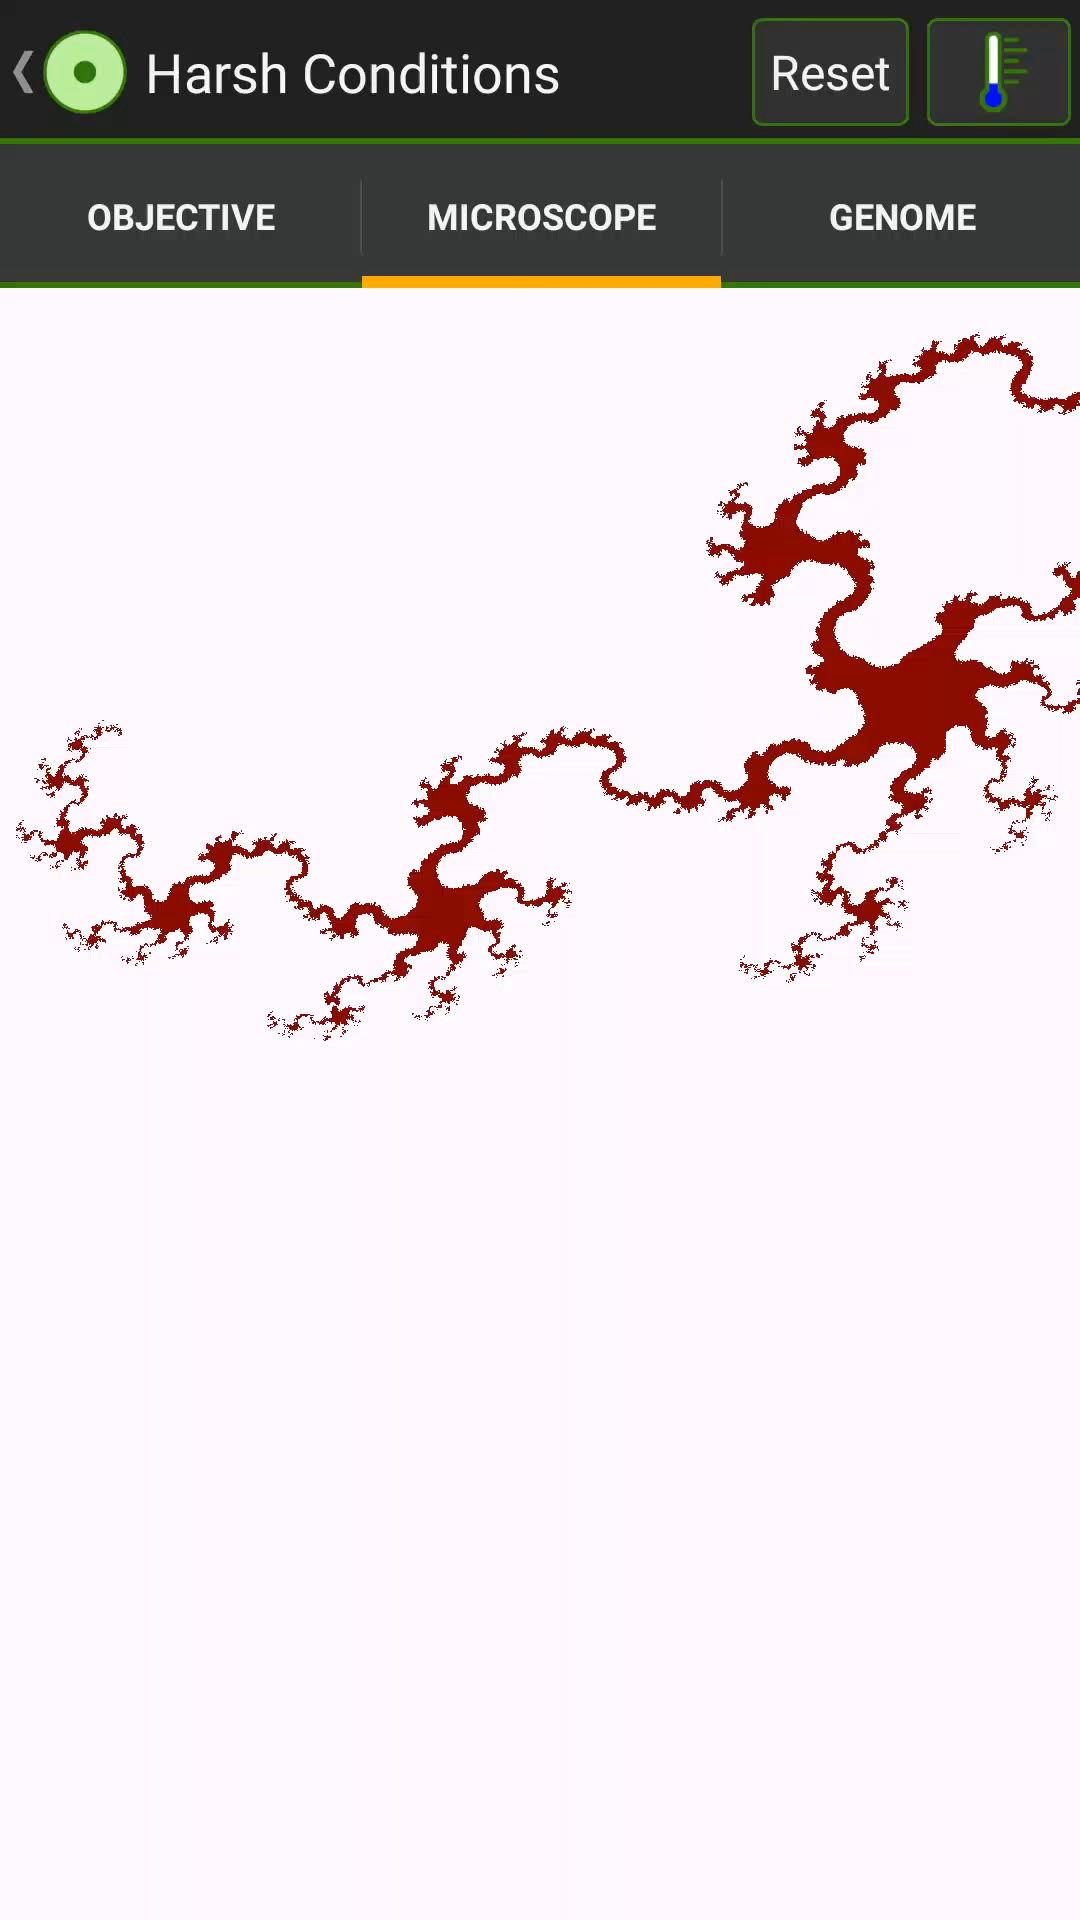 Harsh Conditions
Reset
OBJECTIVE
MICROSCOPE
GENOME